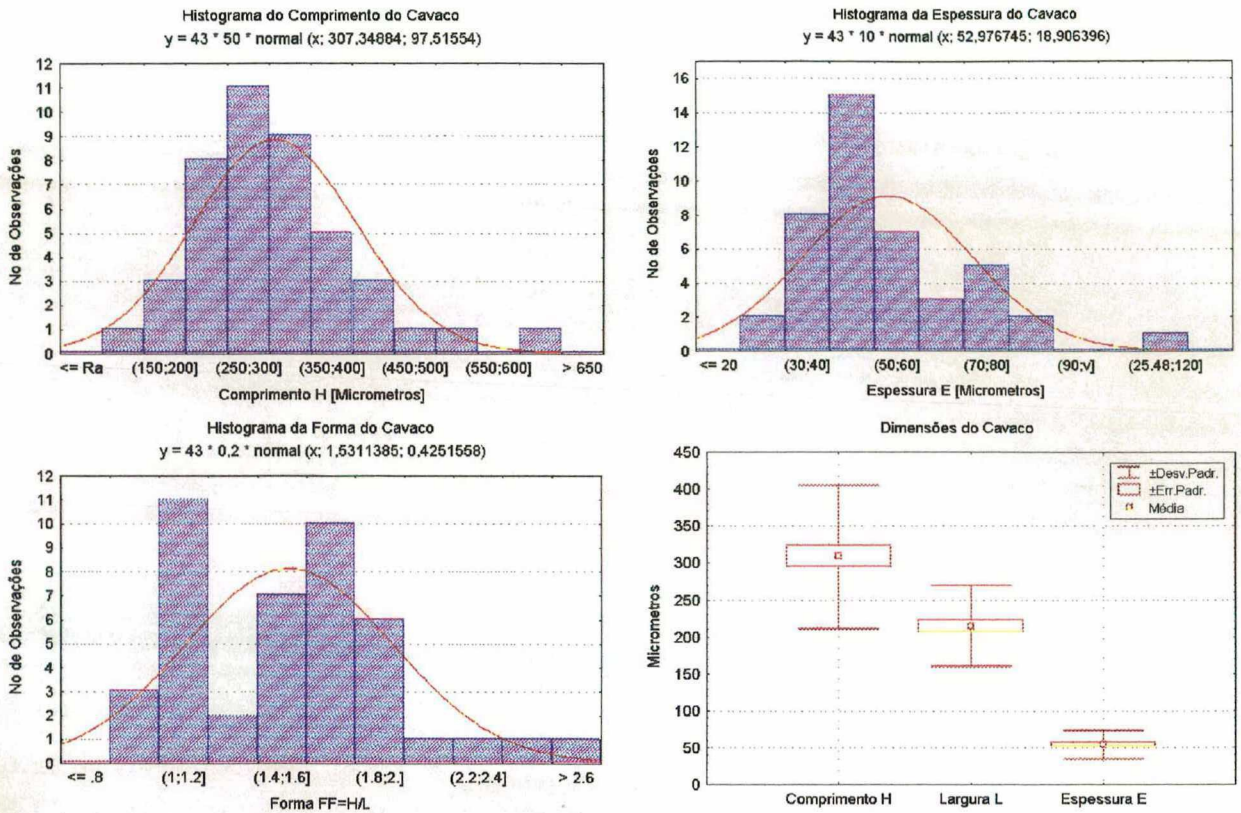 Histograma do Comprimento do Cavaco
y = 43 * 50 * normal (x; 307,34884; 97,51554)
No de Observações
12
11
10
9
8
7
6
5
4
3
2
1
0
<= Ra (150;200] (250;300] (350;400] (450;500] (550;600] > 650
Comprimento H [Micrometros]
Histograma da Espessura do Cavaco
y = 43 * 10 * normal (x; 52,976745; 18,906396)
No de Observações
16
14
12
10
8
6
4
2
0
<= 20 (30;40] (50;60] (70;80] (90;v] (25.48;120]
Espessura E [Micrometros]
Histograma da Forma do Cavaco
y = 43 * 0,2 * normal (x; 1,5311385; 0,4251558)
No de Observações
12
11
10
9
8
7
6
5
4
3
2
1
0
<= .8 (1;1.2] (1.4;1.6] (1.8;2.] (2.2;2.4] > 2.6
Forma FF=H/L
Dimensões do Cavaco
Micrometros
450
400
350
300
250
200
150
100
50
0
±Desv.Padr.
±Err.Padr.
Média
Comprimento H Largura L Espessura E